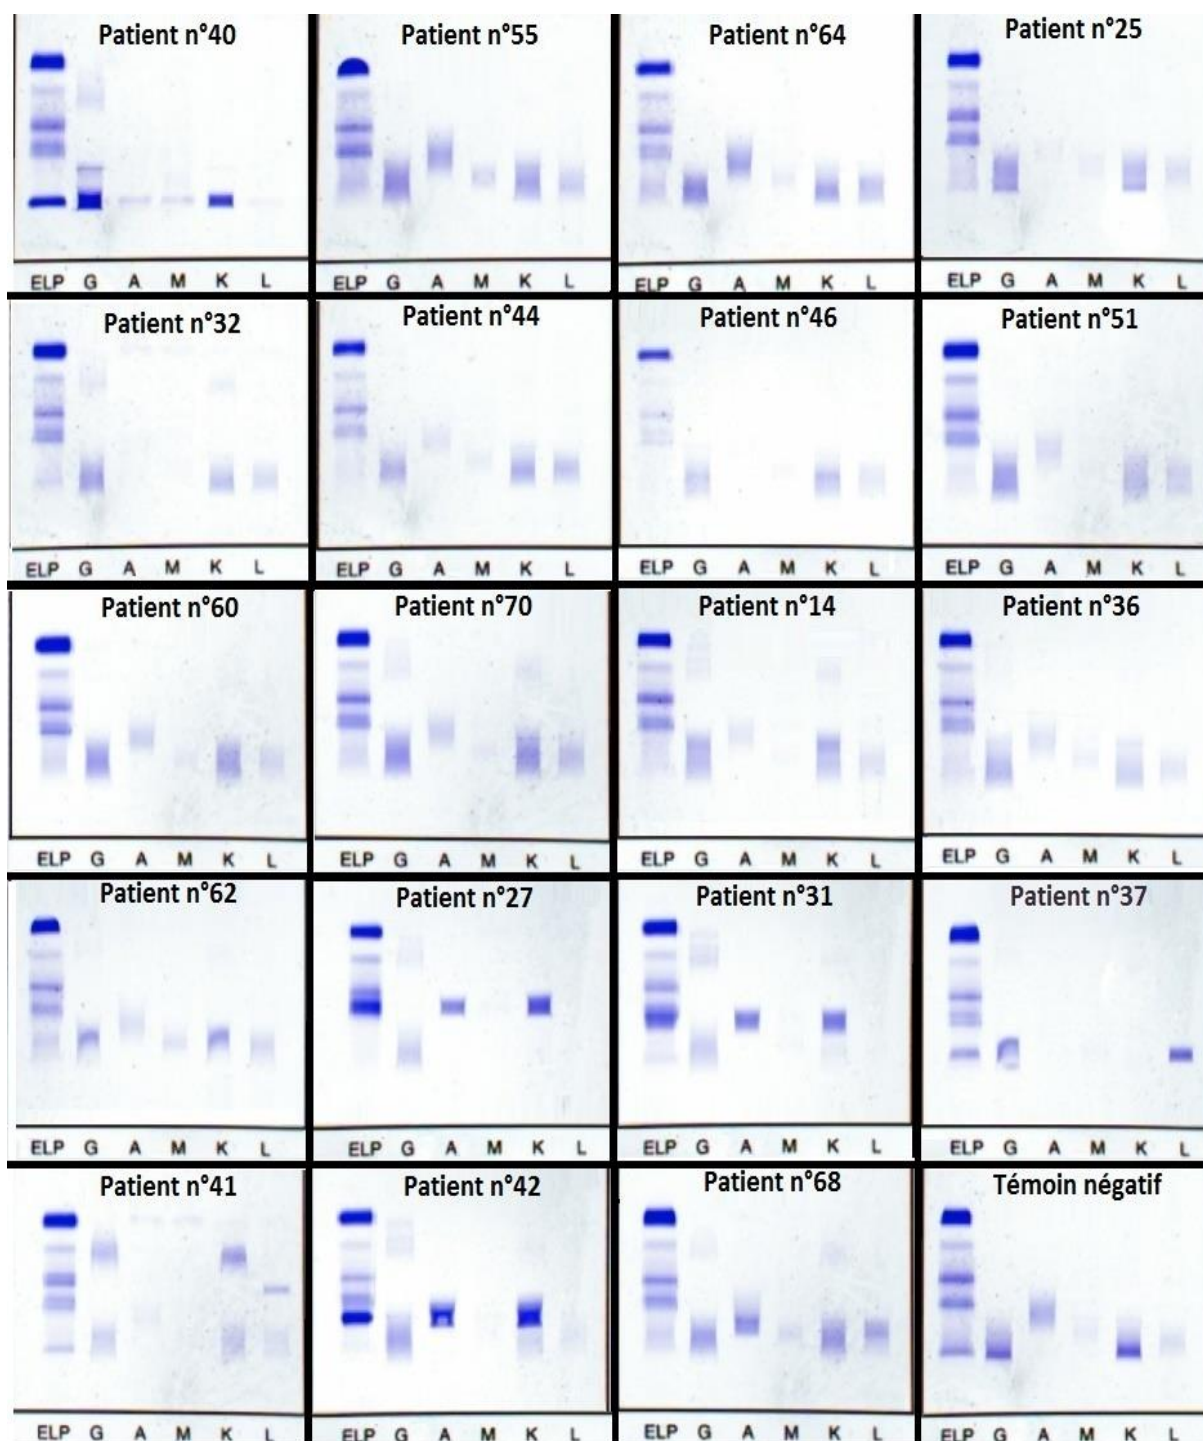 Patient n°40 Patient n°55 Patient n°64 Patient n°25
ELP G A M K L ELP G A M K L ELP G A M K L ELP G A M K L
Patient n°32 Patient n°44 Patient n°46 Patient n°51
ELP G A M K L ELP G A M K L ELP G A M K L ELP G A M K L
Patient n°60 Patient n°70 Patient n°14 Patient n°36
ELP G A M K L ELP G A M K L ELP G A M K L ELP G A M K L
Patient n°62 Patient n°27 Patient n°31 Patient n°37
ELP G A M K L ELP G A M K L ELP G A M K L ELP G A M K L
Patient n°41 Patient n°42 Patient n°68 Témoin négatif
ELP G A M K L ELP G A M K L ELP G A M K L ELP G A M K L